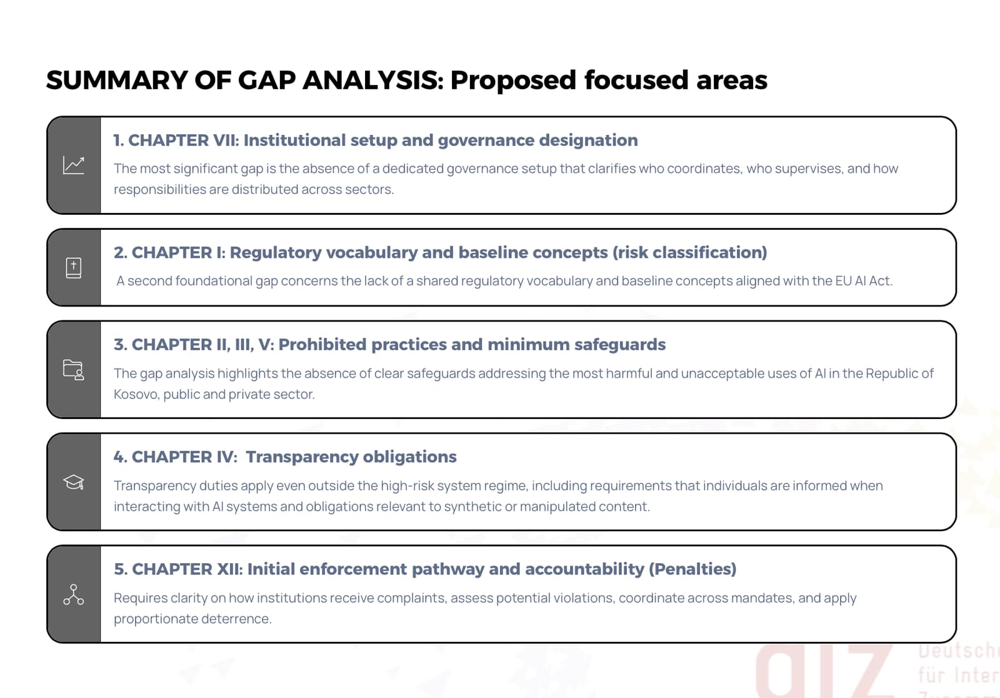 SUMMARY OF GAP ANALYSIS: Proposed focused areas
1. CHAPTER VII: Institutional setup and governance designation
The most significant gap is the absence of a dedicated governance setup that clarifies who coordinates, who supervises, and how
responsibilities are distributed across sectors.
2. CHAPTER I: Regulatory vocabulary and baseline concepts (risk classification)
A second foundational gap concerns the lack of a shared regulatory vocabulary and baseline concepts aligned with the EU AI Act.
3. CHAPTER II, III, V: Prohibited practices and minimum safeguards
The gap analysis highlights the absence of clear safeguards addressing the most harmful and unacceptable uses of AI in the Republic of
Kosovo, public and private sector.
4. CHAPTER IV:  Transparency obligations
Transparency duties apply even outside the high-risk system regime, including requirements that individuals are informed when
interacting with AI systems and obligations relevant to synthetic or manipulated content.
5. CHAPTER XII: Initial enforcement pathway and accountability (Penalties)
Requires clarity on how institutions receive complaints, assess potential violations, coordinate across mandates, and apply
proportionate deterrence.
giz
Deutsche
für Inter